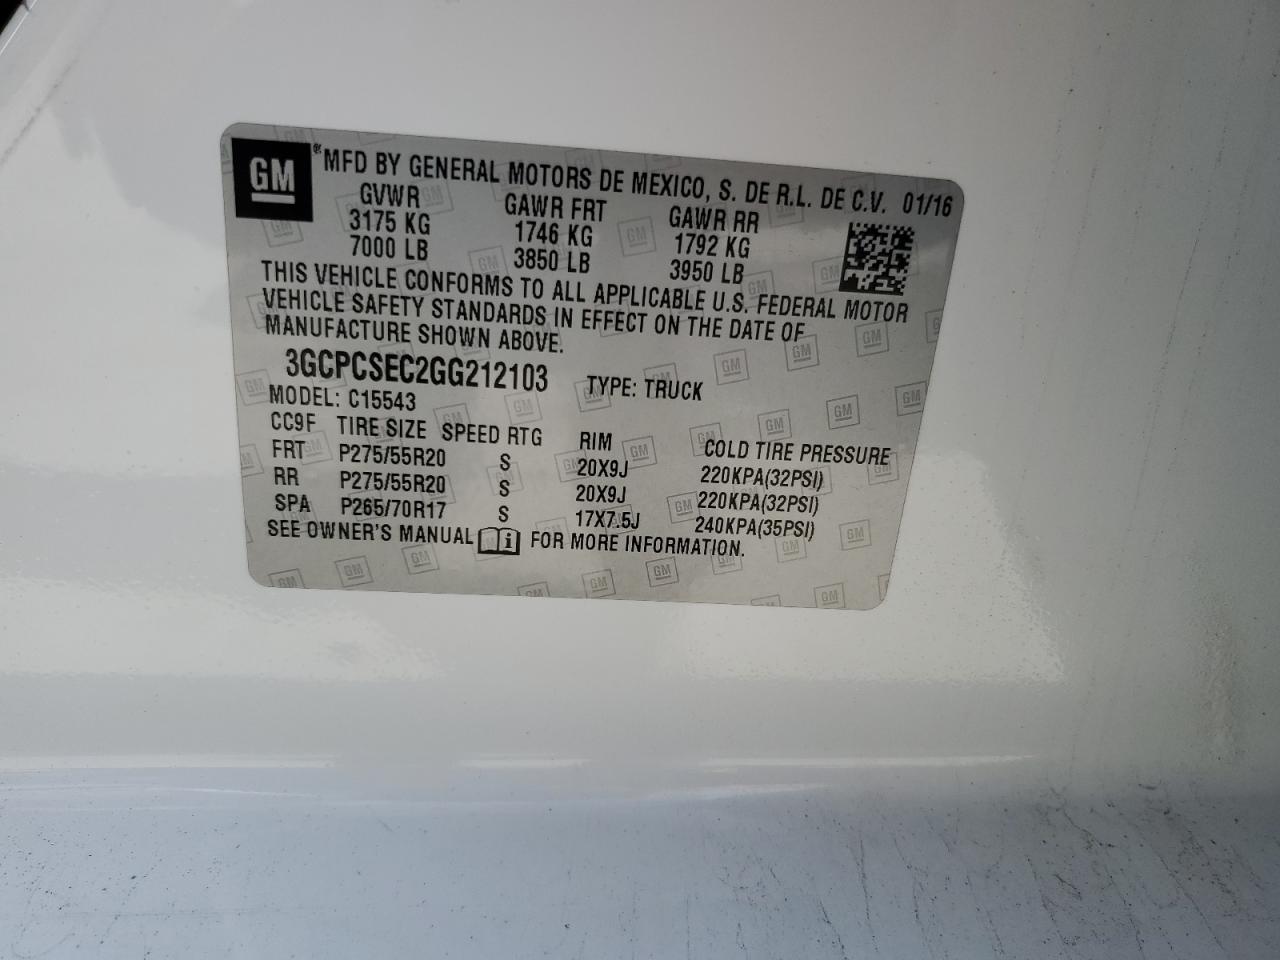 GM ® MFD BY GENERAL MOTORS DE MEXICO, S. DE R.L. DE C.V. 01/16
GVWR GAWR FRT GAWR RR
3175 KG 1746 KG 1792 KG
7000 LB 3850 LB 3950 LB
THIS VEHICLE CONFORMS TO ALL APPLICABLE U.S. FEDERAL MOTOR
VEHICLE SAFETY STANDARDS IN EFFECT ON THE DATE OF
MANUFACTURE SHOWN ABOVE.
3GCPCSEC2GG212103 TYPE: TRUCK
MODEL: C15543
CC9F TIRE SIZE SPEED RTG RIM COLD TIRE PRESSURE
FRT P275/55R20 S 20X9J 220KPA(32PSI)
RR P275/55R20 S 20X9J 220KPA(32PSI)
SPA P265/70R17 S 17X7.5J 240KPA(35PSI)
SEE OWNER'S MANUAL i FOR MORE INFORMATION.